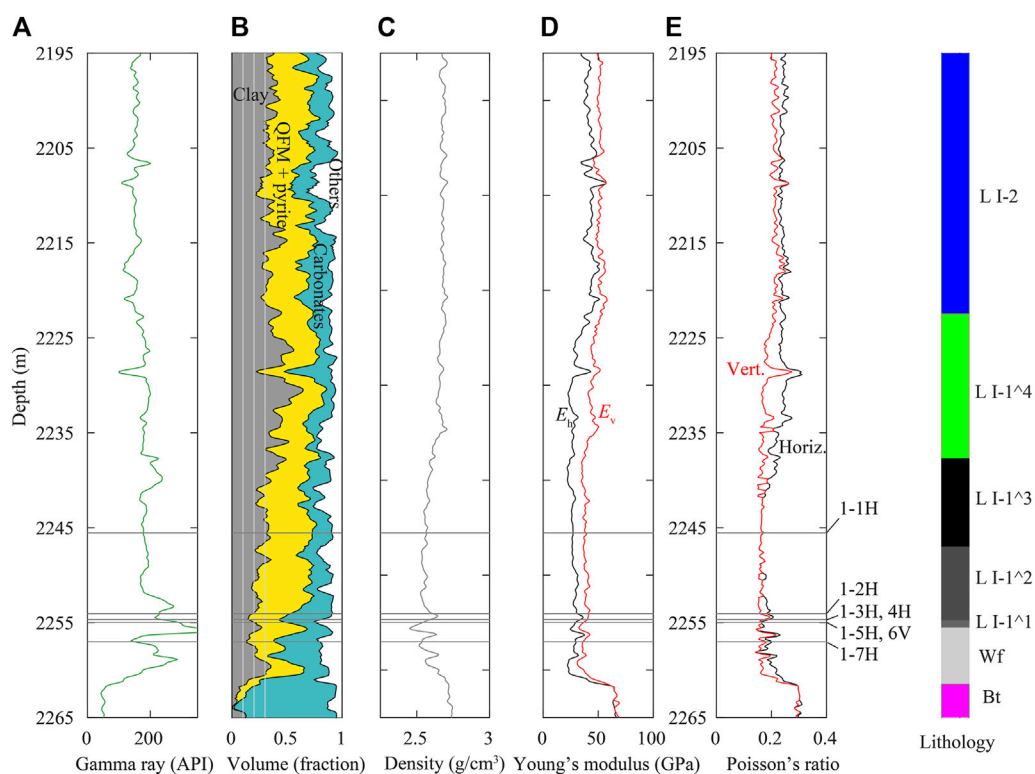 A B C D E
2195
2205
2215
2225
2235
2245
2255
2265
Depth (m)
0 200
Gamma ray (API)
Clay
QFM + pyrite
Others
Carbonates
0 0.5 1
Volume (fraction)
2.5 3
Density (g/cm³)
Eh
Ev
0 50 100
Young's modulus (GPa)
Vert.
Horiz.
0 0.2 0.4
Poisson's ratio
1-1H
1-2H
1-3H, 4H
1-5H, 6V
1-7H
L I-2
L I-1^4
L I-1^3
L I-1^2
L I-1^1
Wf
Bt
Lithology